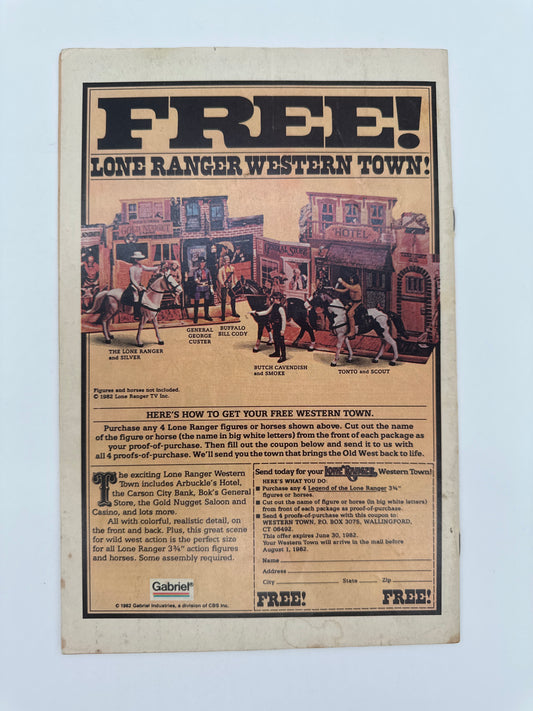 FREE!
LONE RANGER WESTERN TOWN!
HOTEL
THE LONE RANGER
and SILVER
GENERAL
GEORGE
CUSTER
BUFFALO
BILL CODY
BUTCH CAVENDISH
and SMOKE
TONTO and SCOUT
Figures and horses not included.
© 1982 Lone Ranger TV Inc.
HERE'S HOW TO GET YOUR FREE WESTERN TOWN.
Purchase any 4 Lone Ranger figures or horses shown above. Cut out the name
of the figure or horse (the name in big white letters) from the front of each package as
your proof-of-purchase. Then fill out the coupon below and send it to us with
all 4 proofs-of-purchase. We'll send you the town that brings the Old West back to life.
The exciting Lone Ranger Western
Town includes Arbuckle's Hotel,
the Carson City Bank, Bok's General
Store, the Gold Nugget Saloon and
Casino, and lots more.
All with colorful, realistic detail, on
the front and back. Plus, this great scene
for wild west action is the perfect size
for all Lone Ranger 3¾" action figures
and horses. Some assembly required.
Gabriel®
© 1982 Gabriel Industries, a division of CBS Inc.
Send today for your LONE RANGER Western Town!
HERE'S WHAT YOU DO:
■ Purchase any 4 Legend of the Lone Ranger 3¾"
figures or horses.
■ Cut out the name of figure or horse (in big white letters)
from front of each package as proof-of-purchase.
■ Send 4 proofs-of-purchase with this coupon to:
WESTERN TOWN, P.O. BOX 3075, WALLINGFORD,
CT 06492.
This offer expires June 30, 1982.
Your Western Town will arrive in the mail before
August 1, 1982.
Name
Address
City State Zip
FREE! FREE!